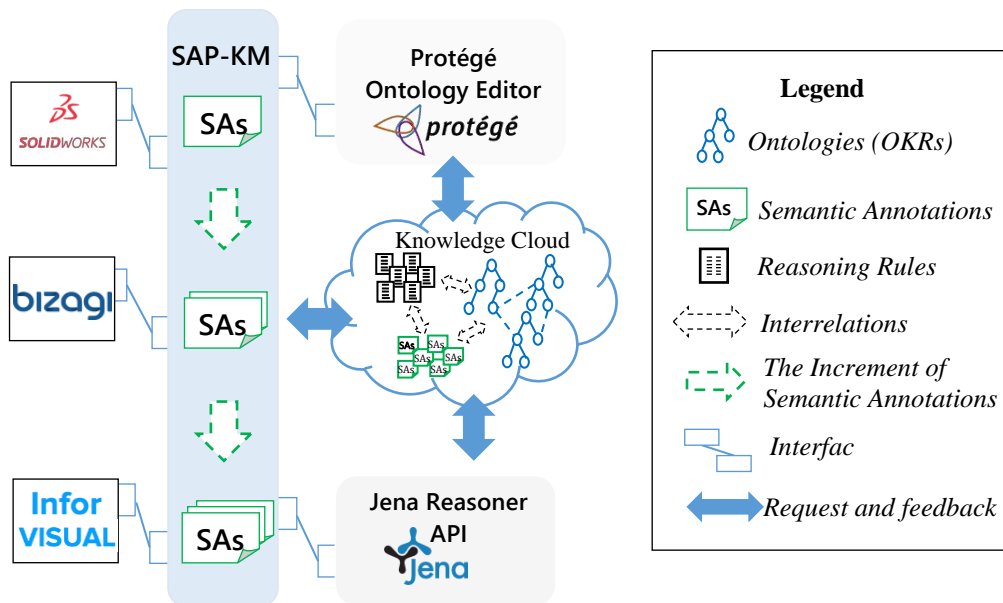 SAP-KM
SAs
SAs
SAs
3S
SOLIDWORKS
bizagi
Infor
VISUAL
Protégé
Ontology Editor
protégé
Knowledge Cloud
SAs
SAs
SAs
SAs
SAs
SAs
Jena Reasoner
API
Jena
Legend
Ontologies (OKRs)
SAs
Semantic Annotations
Reasoning Rules
Interrelations
The Increment of
Semantic Annotations
Interfac
Request and feedback